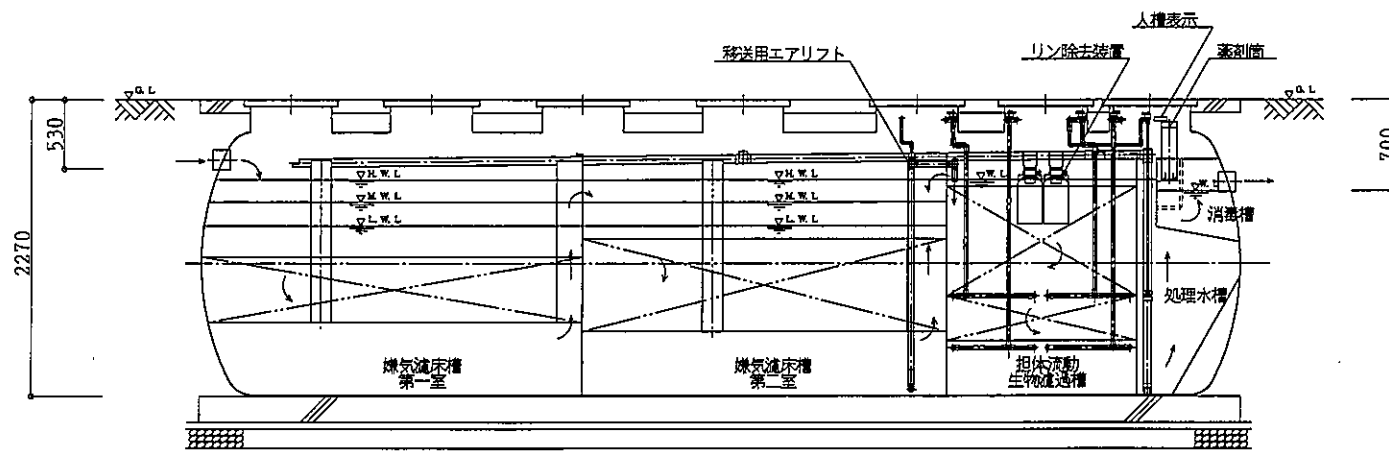 人槽表示
移送用エアリフト
リン除去装置
薬剤筒
G.L
G.L
530
700
2270
H.W.L
H.W.L
W.L
W.L
M.W.L
M.W.L
L.W.L
L.W.L
消毒槽
処理水槽
嫌気濾床槽
第一室
嫌気濾床槽
第二室
担体流動
生物濾過槽